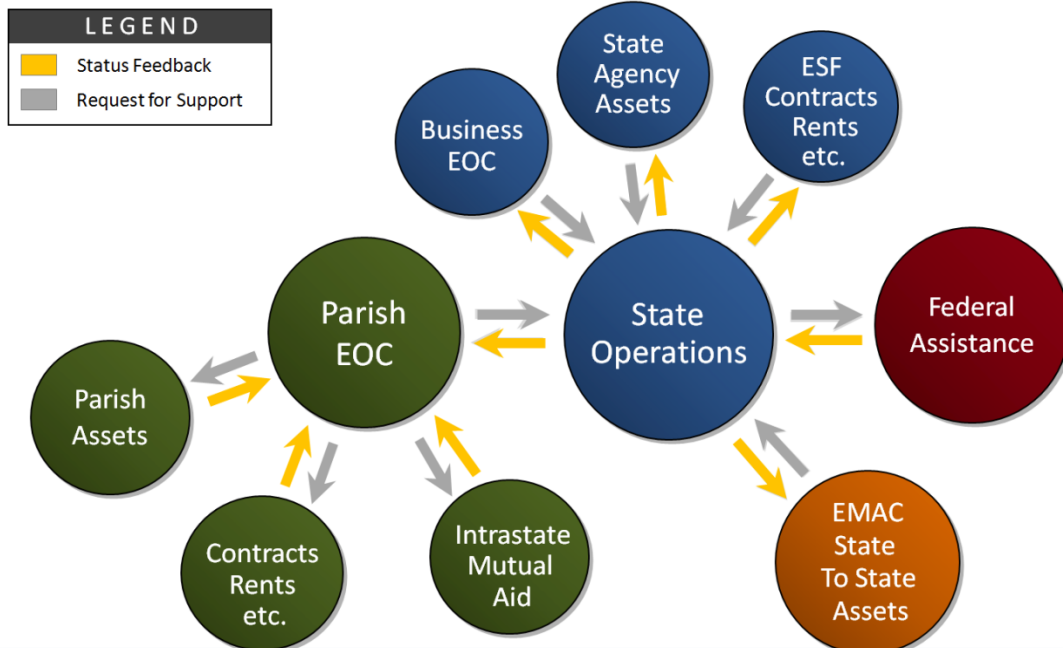 LEGEND
Status Feedback
Request for Support
State
Agency
Assets
ESF
Contracts
Rents
etc.
Business
EOC
Parish
EOC
State
Operations
Federal
Assistance
Parish
Assets
Contracts
Rents
etc.
Intrastate
Mutual
Aid
EMAC
State
To State
Assets